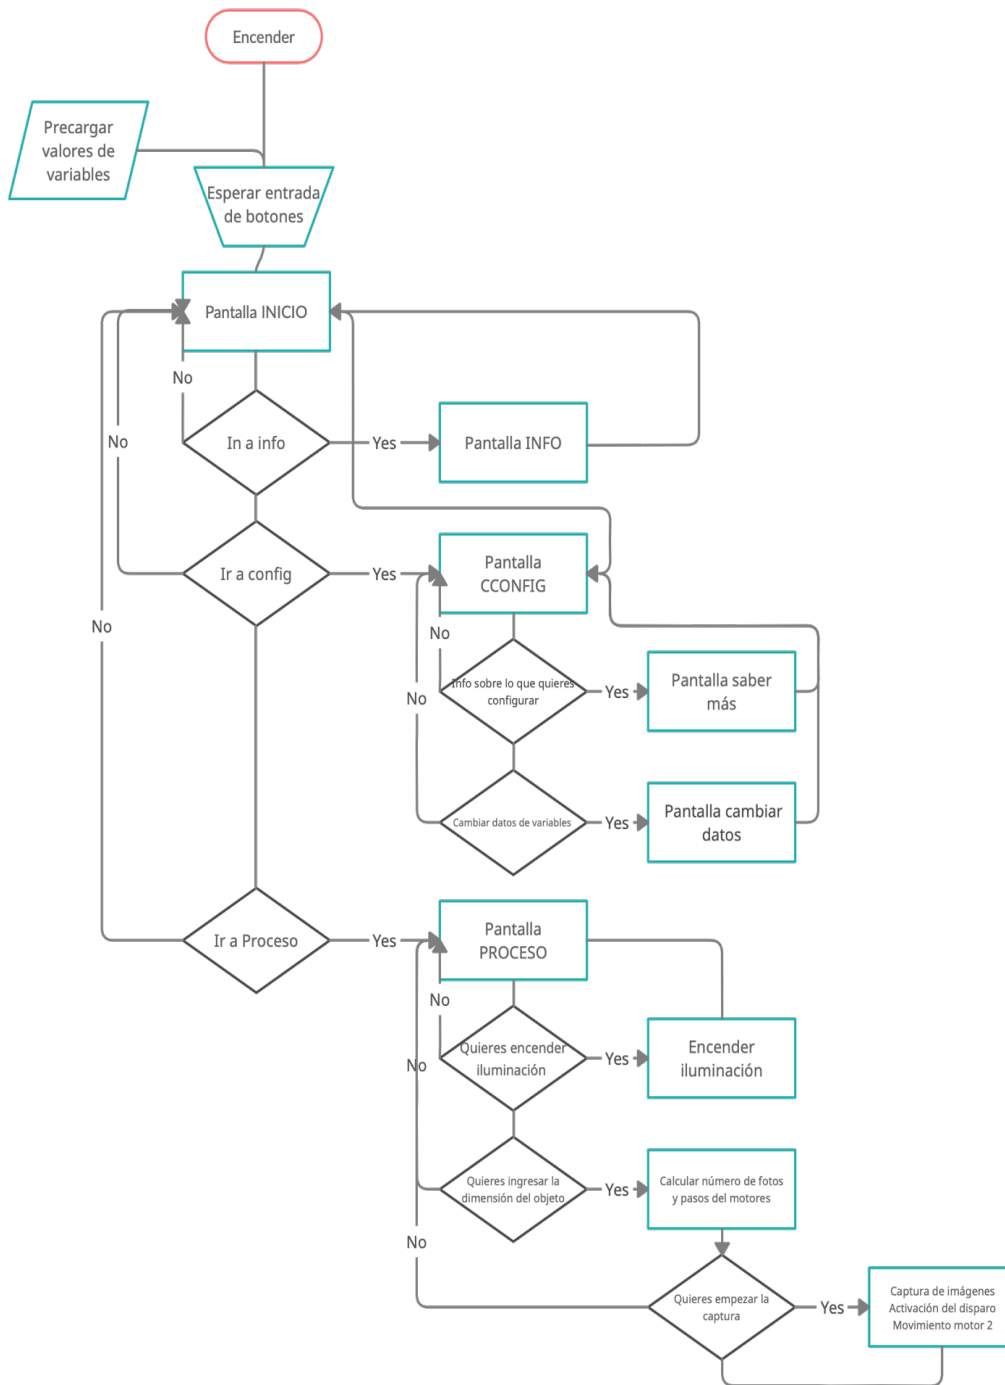 Encender
Precargar
valores de
variables
Esperar entrada
de botones
Pantalla INICIO
No
In a info
Yes
Pantalla INFO
No
Ir a config
Yes
Pantalla
CCONFIG
No
Info sobre lo que quieres
configurar
Yes
Pantalla saber
más
No
Cambiar datos de variables
Yes
Pantalla cambiar
datos
No
Ir a Proceso
Yes
Pantalla
PROCESO
No
Quieres encender
iluminación
Yes
Encender
iluminación
No
Quieres ingresar la
dimensión del objeto
Yes
Calcular número de fotos
y pasos del motores
No
Quieres empezar la
captura
Yes
Captura de imágenes
Activación del disparo
Movimiento motor 2